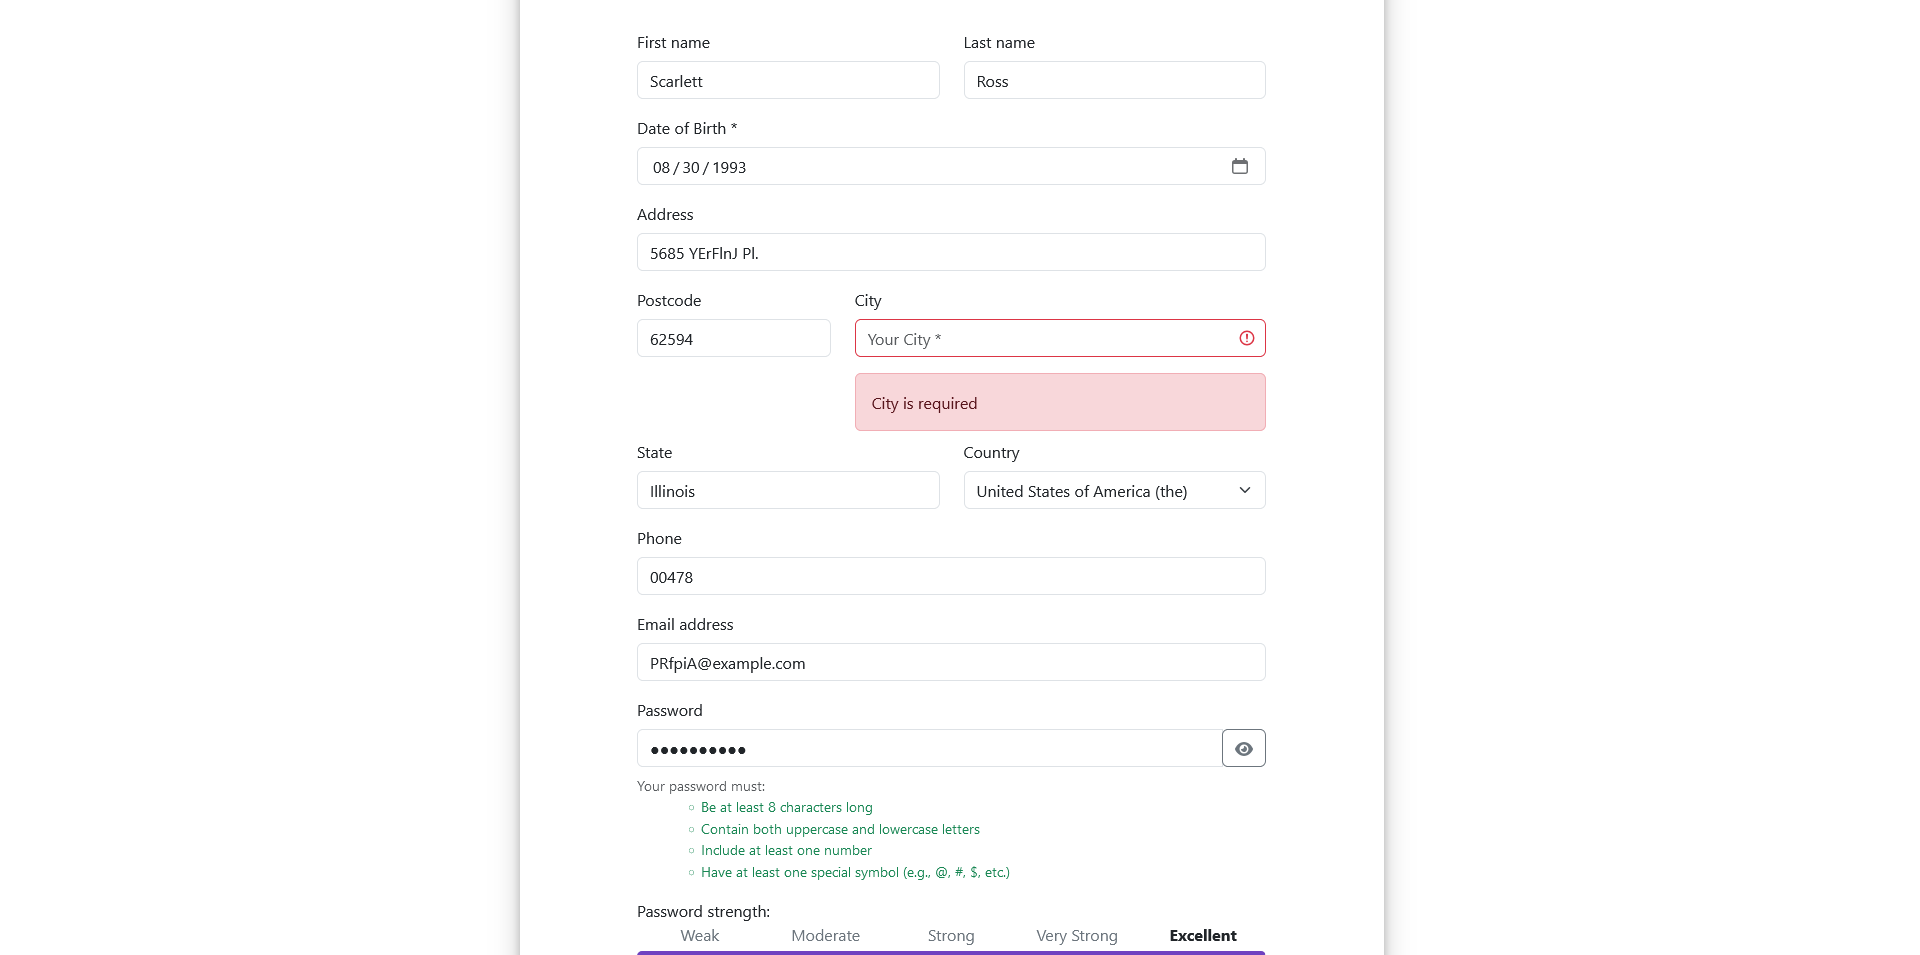 First name
Last name
Scarlett
Ross
Date of Birth *
08 / 30 / 1993
Address
5685 YErFlnJ Pl.
Postcode
City
62594
Your City *
City is required
State
Country
Illinois
United States of America (the)
Phone
00478
Email address
PRfpiA@example.com
Password
••••••••••
Your password must:
Be at least 8 characters long
Contain both uppercase and lowercase letters
Include at least one number
Have at least one special symbol (e.g., @, #, $, etc.)
Password strength:
Weak Moderate Strong Very Strong Excellent